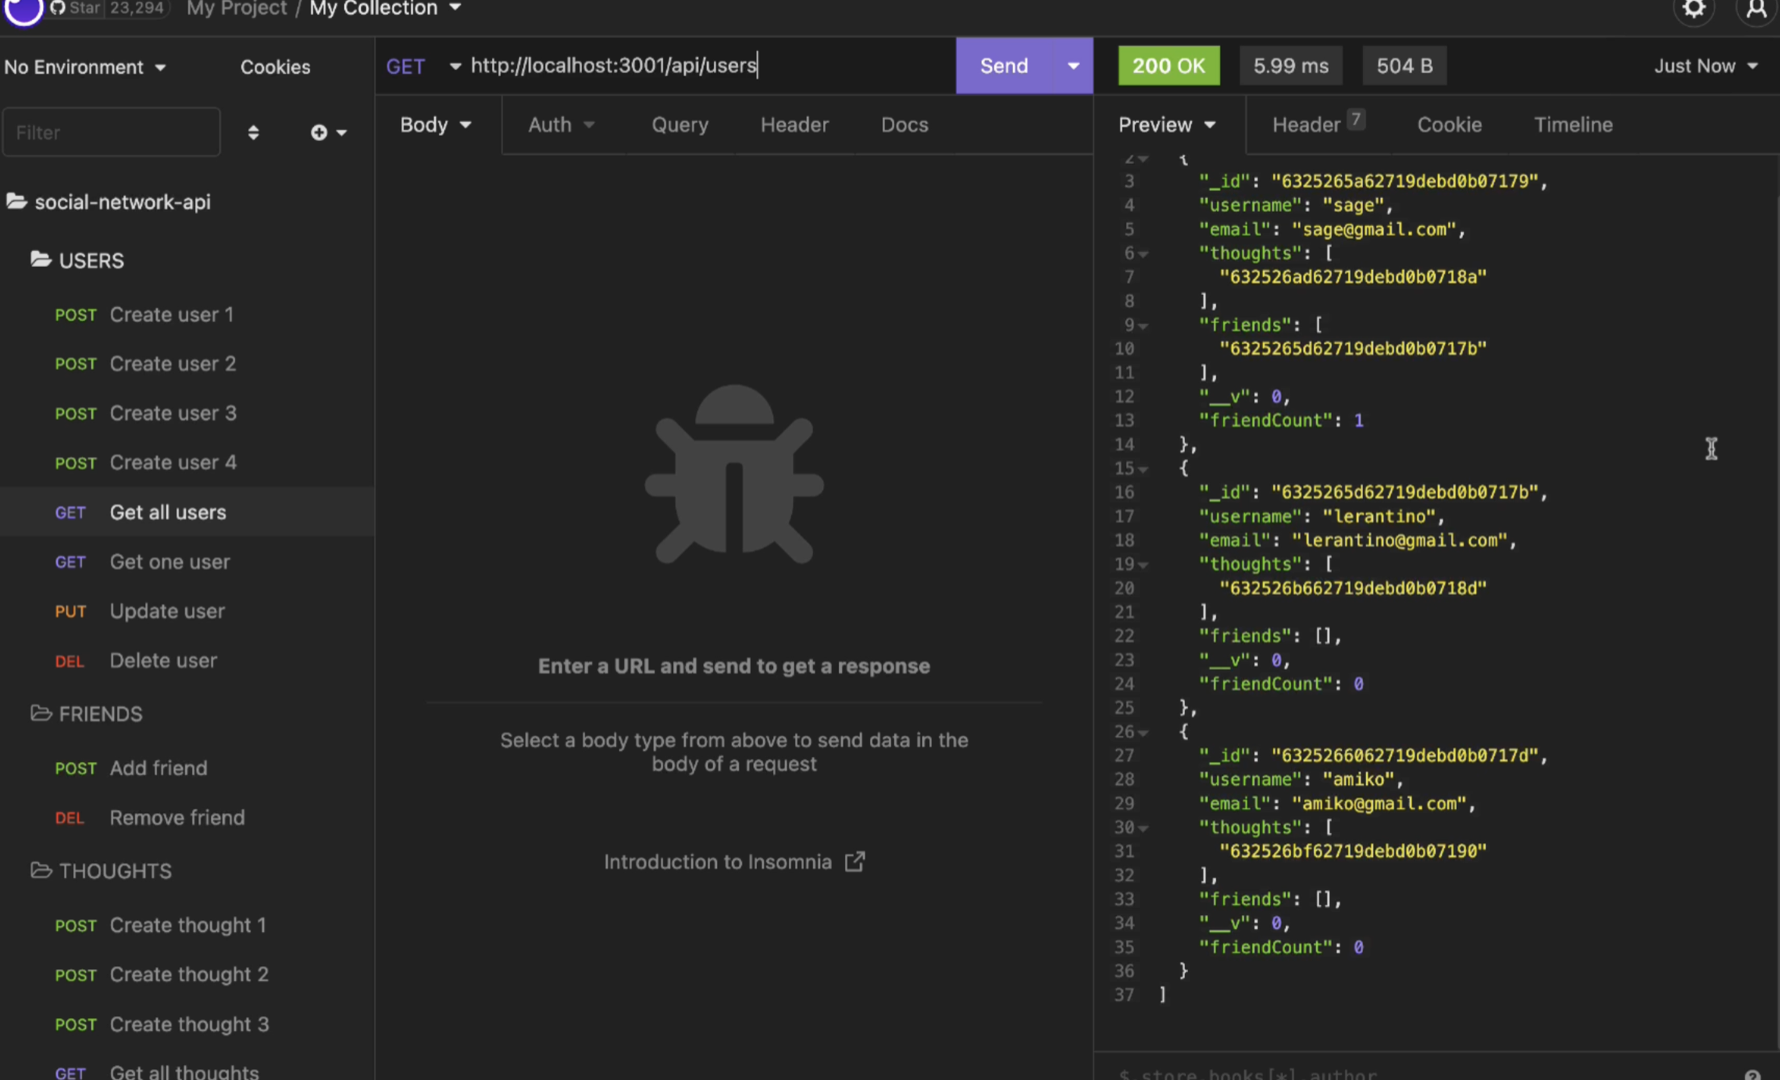 Star 23,294 My Project / My Collection
No Environment Cookies
GET http://localhost:3001/api/users Send 200 OK 5.99 ms 504 B Just Now
Filter
Body Auth Query Header Docs
Preview Header 7 Cookie Timeline
social-network-api
USERS
POST Create user 1
POST Create user 2
POST Create user 3
POST Create user 4
GET Get all users
GET Get one user
PUT Update user
DEL Delete user
FRIENDS
POST Add friend
DEL Remove friend
THOUGHTS
POST Create thought 1
POST Create thought 2
POST Create thought 3
GET Get all thoughts
Enter a URL and send to get a response
Select a body type from above to send data in the
body of a request
Introduction to Insomnia
2 {
3 "_id": "6325265a62719debd0b07179",
4 "username": "sage",
5 "email": "sage@gmail.com",
6 "thoughts": [
7 "632526ad62719debd0b0718a"
8 ],
9 "friends": [
10 "6325265d62719debd0b0717b"
11 ],
12 "__v": 0,
13 "friendCount": 1
14 },
15 {
16 "_id": "6325265d62719debd0b0717b",
17 "username": "lerantino",
18 "email": "lerantino@gmail.com",
19 "thoughts": [
20 "632526b662719debd0b0718d"
21 ],
22 "friends": [],
23 "__v": 0,
24 "friendCount": 0
25 },
26 {
27 "_id": "6325266062719debd0b0717d",
28 "username": "amiko",
29 "email": "amiko@gmail.com",
30 "thoughts": [
31 "632526bf62719debd0b07190"
32 ],
33 "friends": [],
34 "__v": 0,
35 "friendCount": 0
36 }
37 ]
$.store.books[*].author